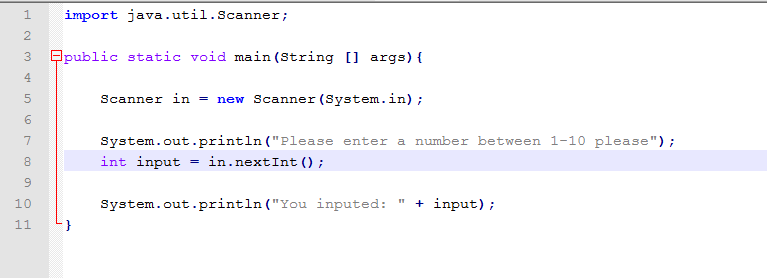 1 import java.util.Scanner;
2
3 public static void main(String [] args){
4
5 Scanner in = new Scanner(System.in);
6
7 System.out.println("Please enter a number between 1-10 please");
8 int input = in.nextInt();
9
10 System.out.println("You inputed: " + input);
11 }